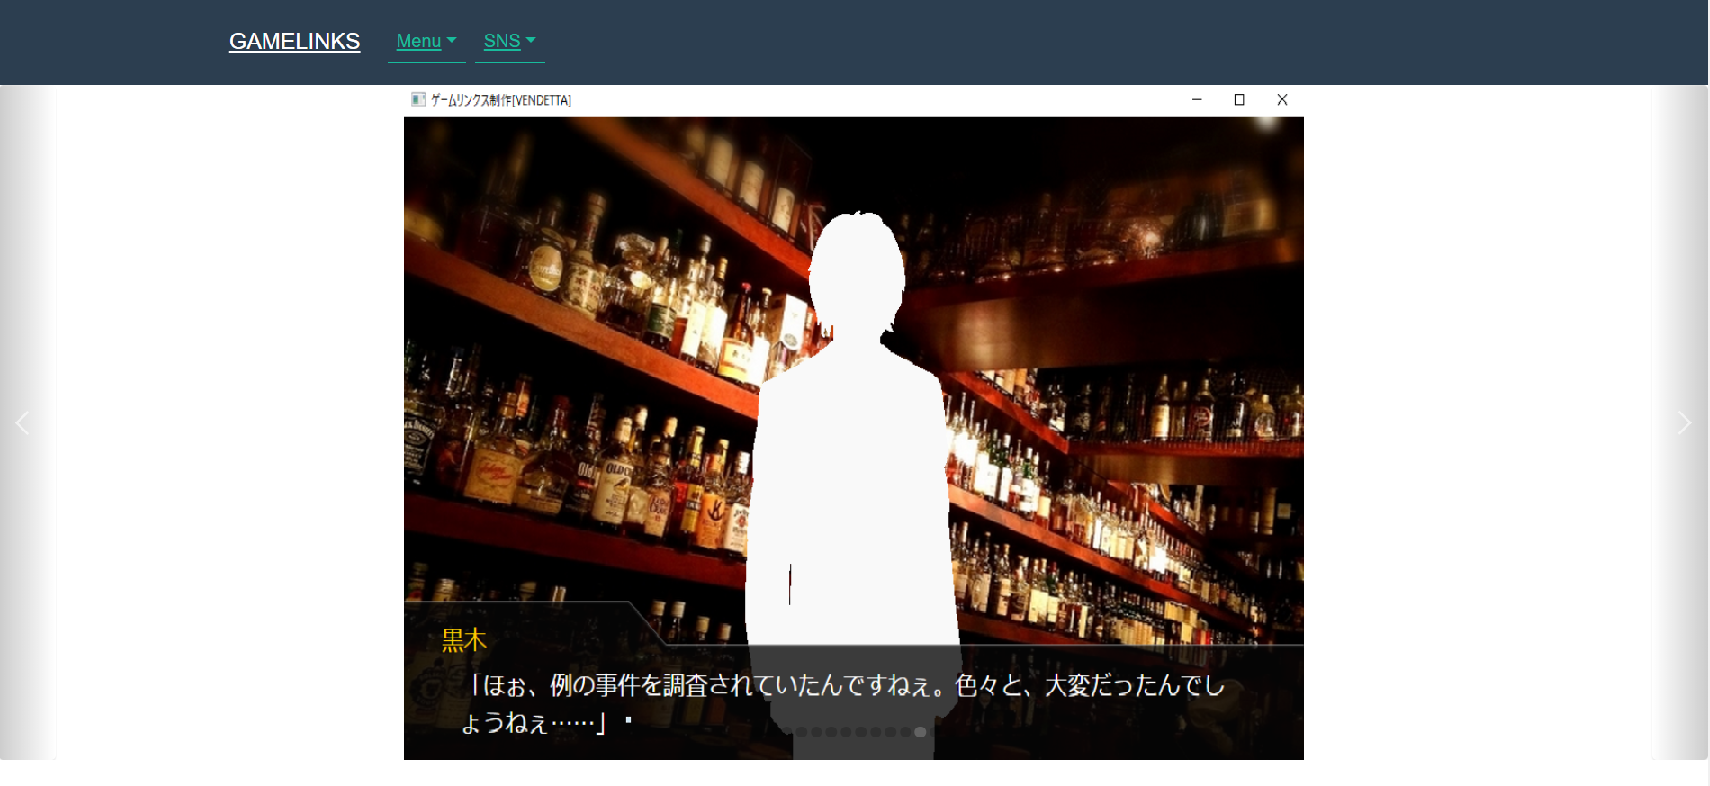 GAMELINKS Menu SNS
ゲームリンクス制作[VENDETTA]
黒木
「ほぉ、例の事件を調査されていたんですねぇ。色々と、大変だったんでし
ょうねぇ……」